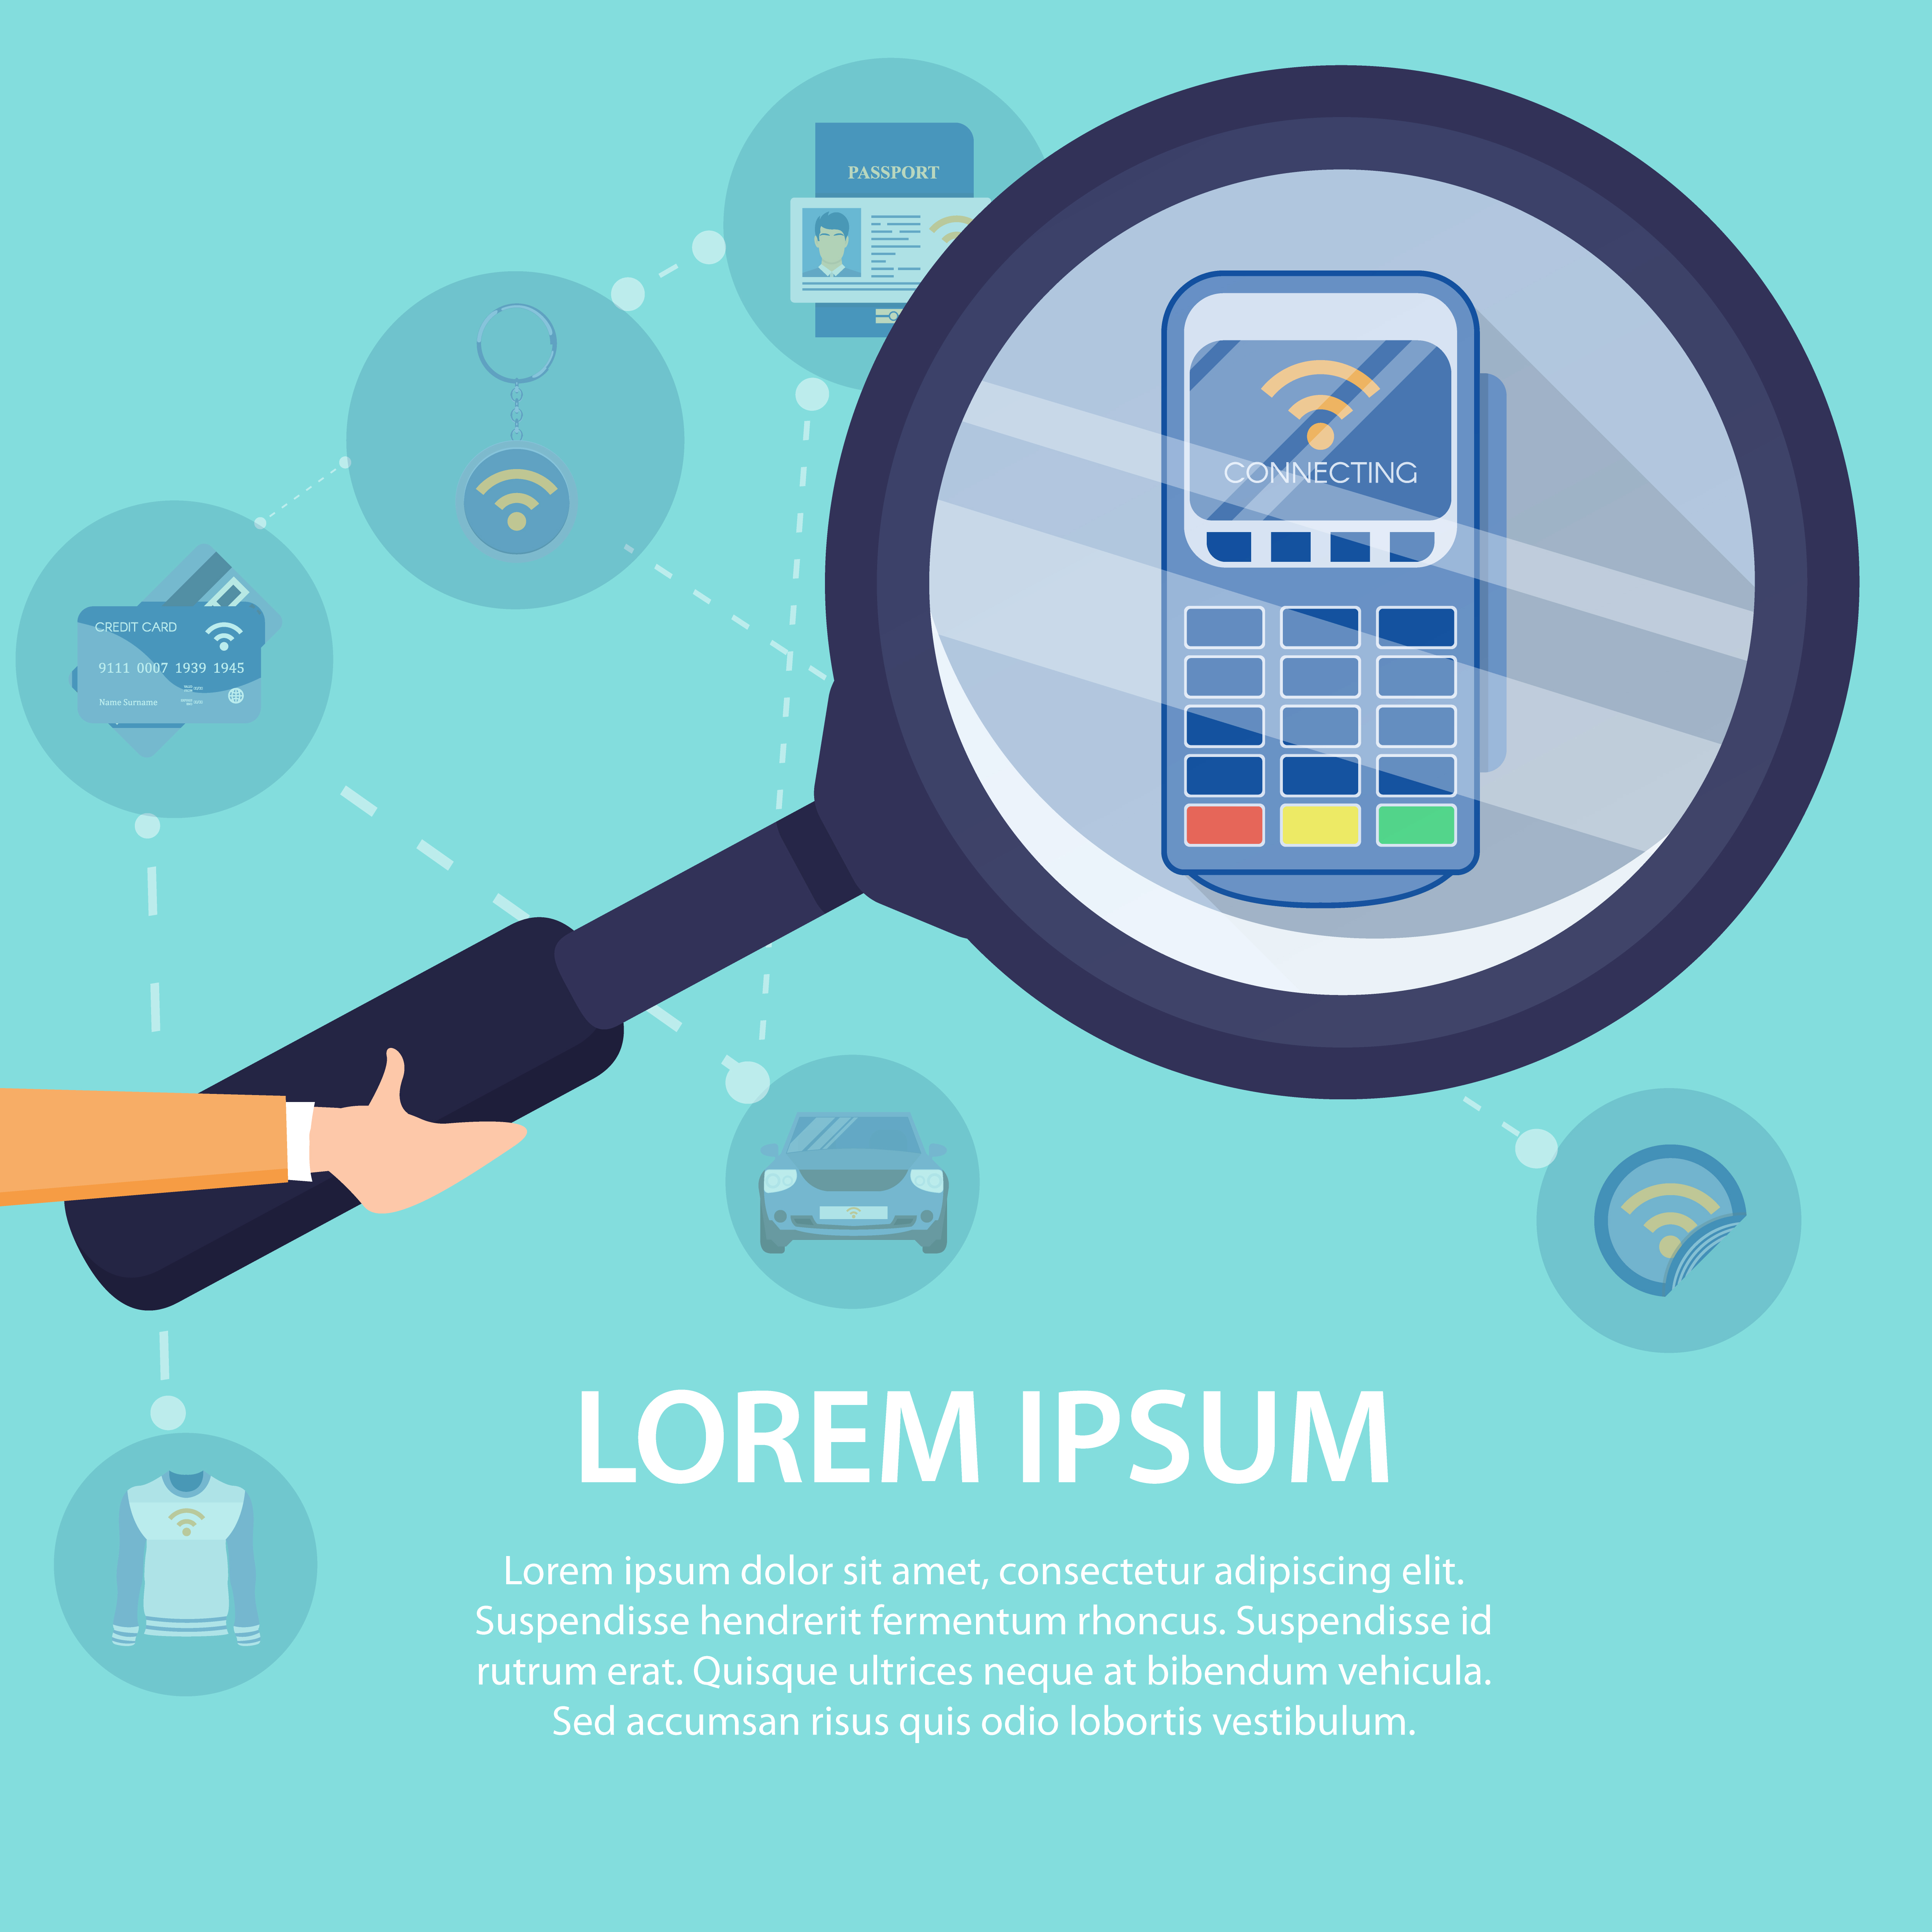 PASSPORT
CONNECTING
CREDIT CARD
9111 0007 1939 1945
Name Surname
LOREM IPSUM
Lorem ipsum dolor sit amet, consectetur adipiscing elit.
Suspendisse hendrerit fermentum rhoncus. Suspendisse id
rutrum erat. Quisque ultrices neque at bibendum vehicula.
Sed accumsan risus quis odio lobortis vestibulum.